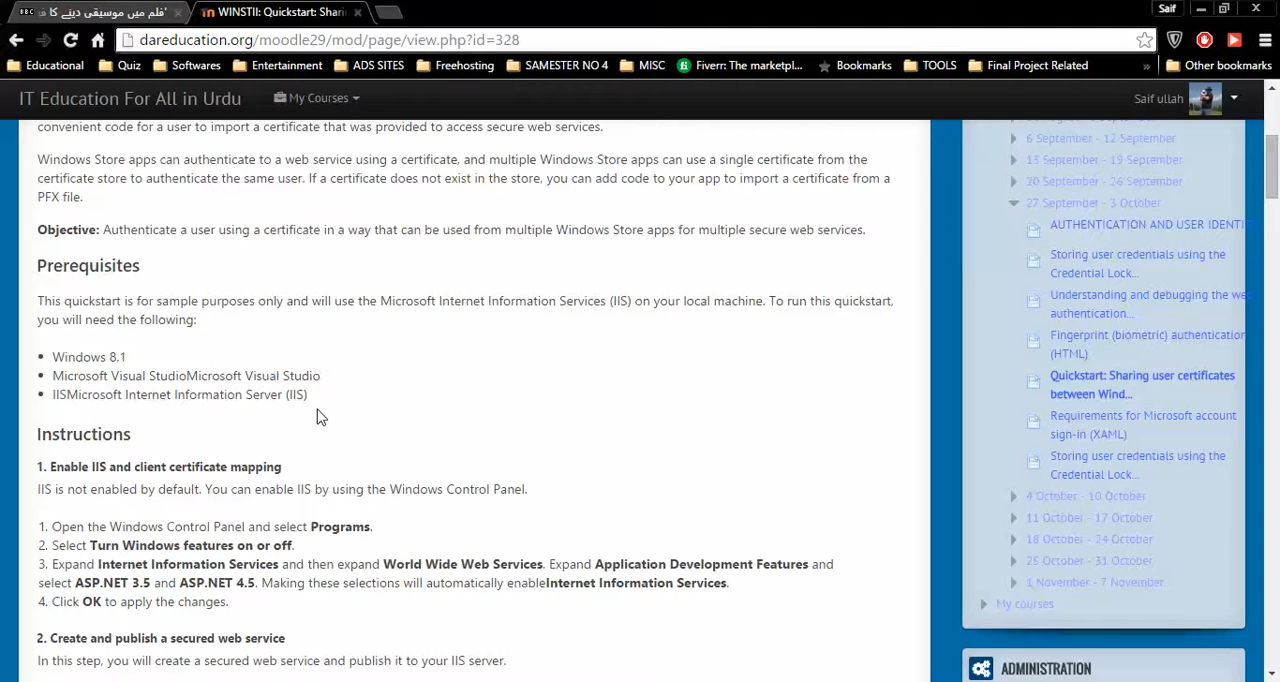 BBC
'فلم میں موسیقی دینے کا
WINSTII: Quickstart: Shari
Saif
dareducation.org/moodle29/mod/page/view.php?id=328
Educational
Quiz
Softwares
Entertainment
ADS SITES
Freehosting
SAMESTER NO 4
MISC
Fiverr: The marketpl...
Bookmarks
TOOLS
Final Project Related
»
Other bookmarks
IT Education For All in Urdu
My Courses
Saif ullah
convenient code for a user to import a certificate that was provided to access secure web services.
Windows Store apps can authenticate to a web service using a certificate, and multiple Windows Store apps can use a single certificate from the
certificate store to authenticate the same user. If a certificate does not exist in the store, you can add code to your app to import a certificate from a
PFX file.
Objective: Authenticate a user using a certificate in a way that can be used from multiple Windows Store apps for multiple secure web services.
Prerequisites
This quickstart is for sample purposes only and will use the Microsoft Internet Information Services (IIS) on your local machine. To run this quickstart,
you will need the following:
Windows 8.1
Microsoft Visual StudioMicrosoft Visual Studio
IISMicrosoft Internet Information Server (IIS)
Instructions
1. Enable IIS and client certificate mapping
IIS is not enabled by default. You can enable IIS by using the Windows Control Panel.
1. Open the Windows Control Panel and select Programs.
2. Select Turn Windows features on or off.
3. Expand Internet Information Services and then expand World Wide Web Services. Expand Application Development Features and
select ASP.NET 3.5 and ASP.NET 4.5. Making these selections will automatically enableInternet Information Services.
4. Click OK to apply the changes.
2. Create and publish a secured web service
In this step, you will create a secured web service and publish it to your IIS server.
6 September - 12 September
13 September - 19 September
20 September - 26 September
27 September - 3 October
AUTHENTICATION AND USER IDENTI
Storing user credentials using the
Credential Lock...
Understanding and debugging the we
authentication...
Fingerprint (biometric) authentication
(HTML)
Quickstart: Sharing user certificates
between Wind...
Requirements for Microsoft account
sign-in (XAML)
Storing user credentials using the
Credential Lock...
4 October - 10 October
11 October - 17 October
18 October - 24 October
25 October - 31 October
1 November - 7 November
My courses
ADMINISTRATION